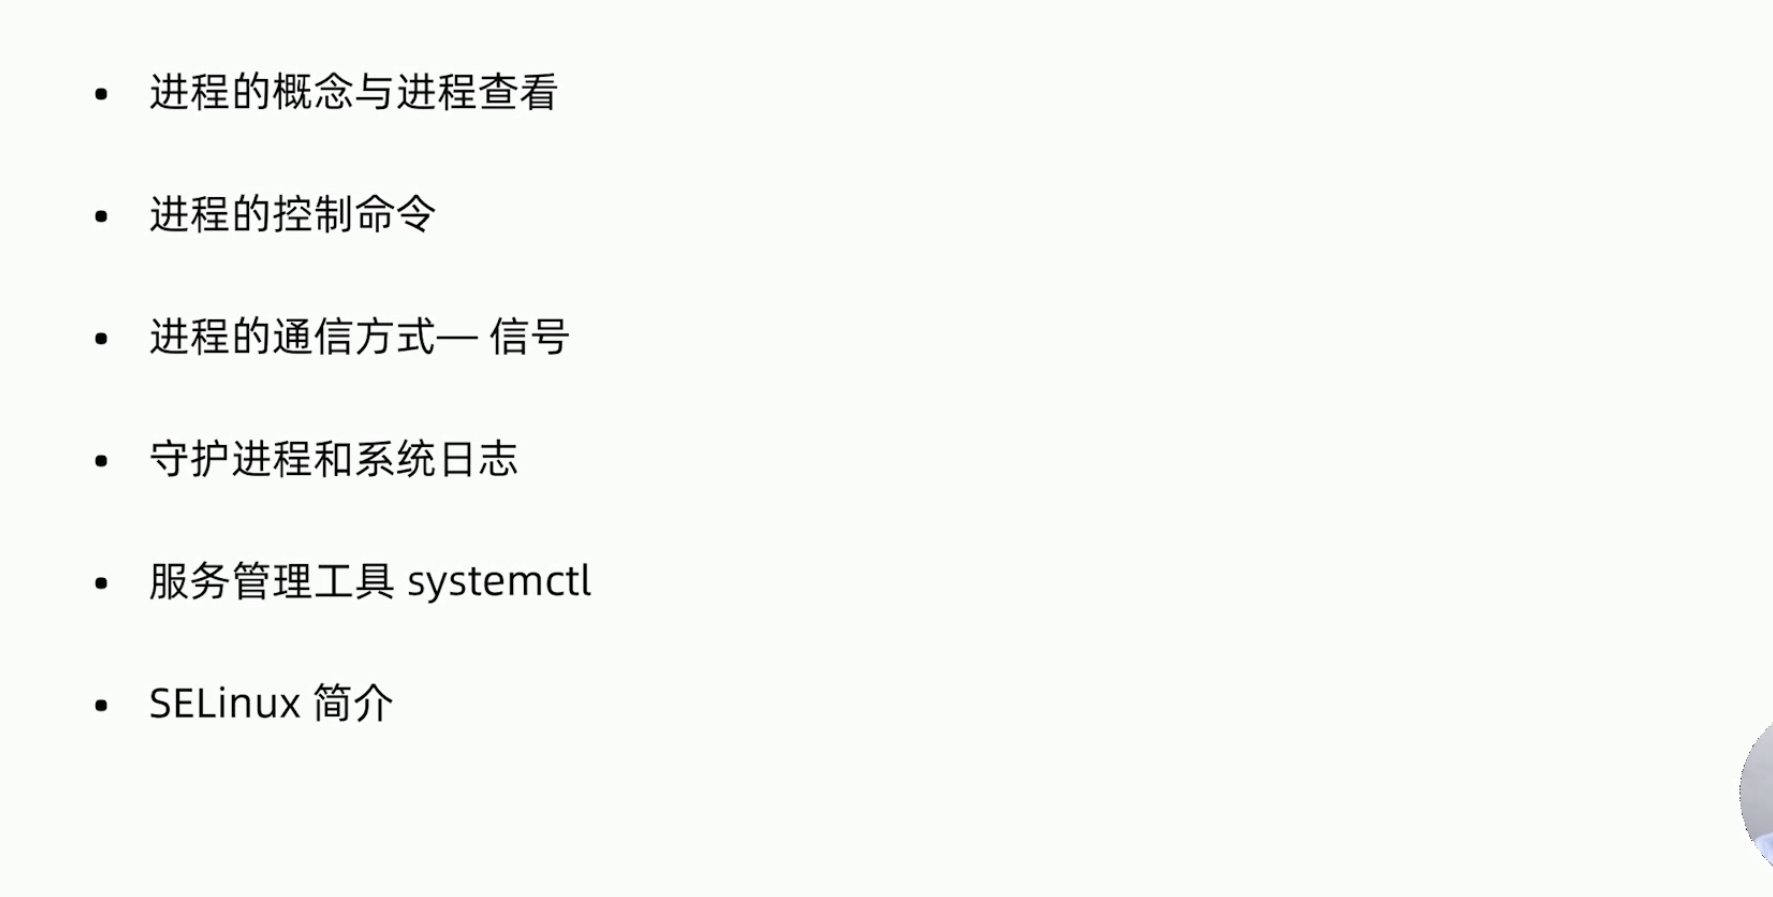 • 进程的概念与进程查看
• 进程的控制命令
• 进程的通信方式— 信号
• 守护进程和系统日志
• 服务管理工具 systemctl
• SELinux 简介